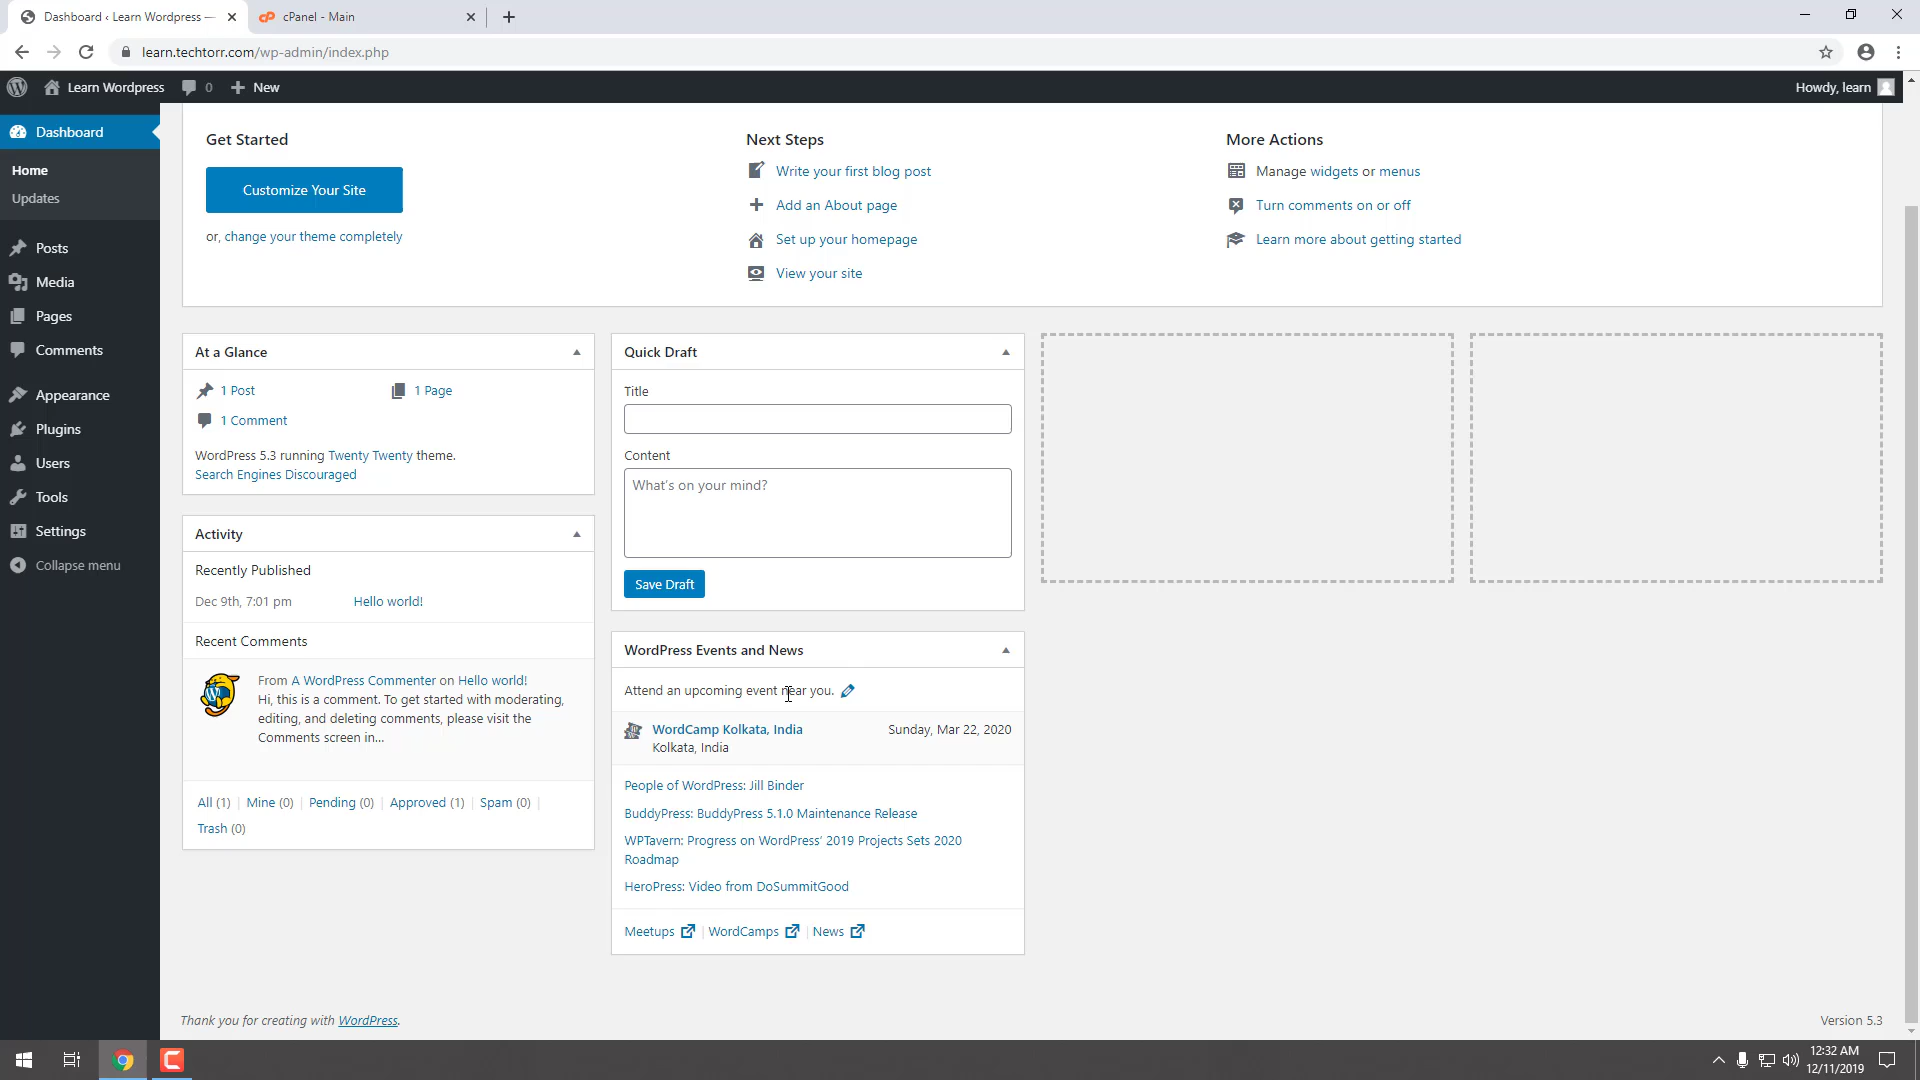 Dashboard ‹ Learn Wordpress —
cPanel - Main
learn.techtorr.com/wp-admin/index.php
Learn Wordpress
0
New
Howdy, learn
Dashboard
Home
Updates
Posts
Media
Pages
Comments
Appearance
Plugins
Users
Tools
Settings
Collapse menu
Get Started
Customize Your Site
or, change your theme completely
Next Steps
Write your first blog post
Add an About page
Set up your homepage
View your site
More Actions
Manage widgets or menus
Turn comments on or off
Learn more about getting started
At a Glance
1 Post
1 Page
1 Comment
WordPress 5.3 running Twenty Twenty theme.
Search Engines Discouraged
Activity
Recently Published
Dec 9th, 7:01 pm
Hello world!
Recent Comments
From A WordPress Commenter on Hello world!
Hi, this is a comment. To get started with moderating,
editing, and deleting comments, please visit the
Comments screen in...
All (1) | Mine (0) | Pending (0) | Approved (1) | Spam (0) |
Trash (0)
Quick Draft
Title
Content
What's on your mind?
Save Draft
WordPress Events and News
Attend an upcoming event near you.
WordCamp Kolkata, India
Sunday, Mar 22, 2020
Kolkata, India
People of WordPress: Jill Binder
BuddyPress: BuddyPress 5.1.0 Maintenance Release
WPTavern: Progress on WordPress’ 2019 Projects Sets 2020
Roadmap
HeroPress: Video from DoSummitGood
Meetups | WordCamps | News
Thank you for creating with WordPress.
Version 5.3
12:32 AM
12/11/2019